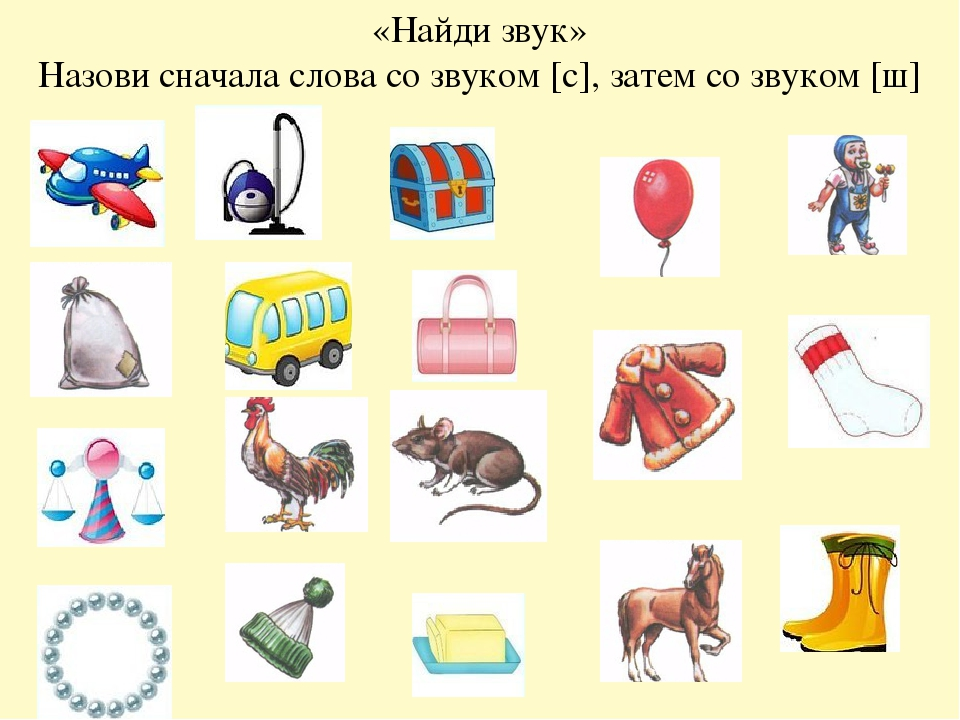 «Найди звук»
Назови сначала слова со звуком [с], затем со звуком [ш]